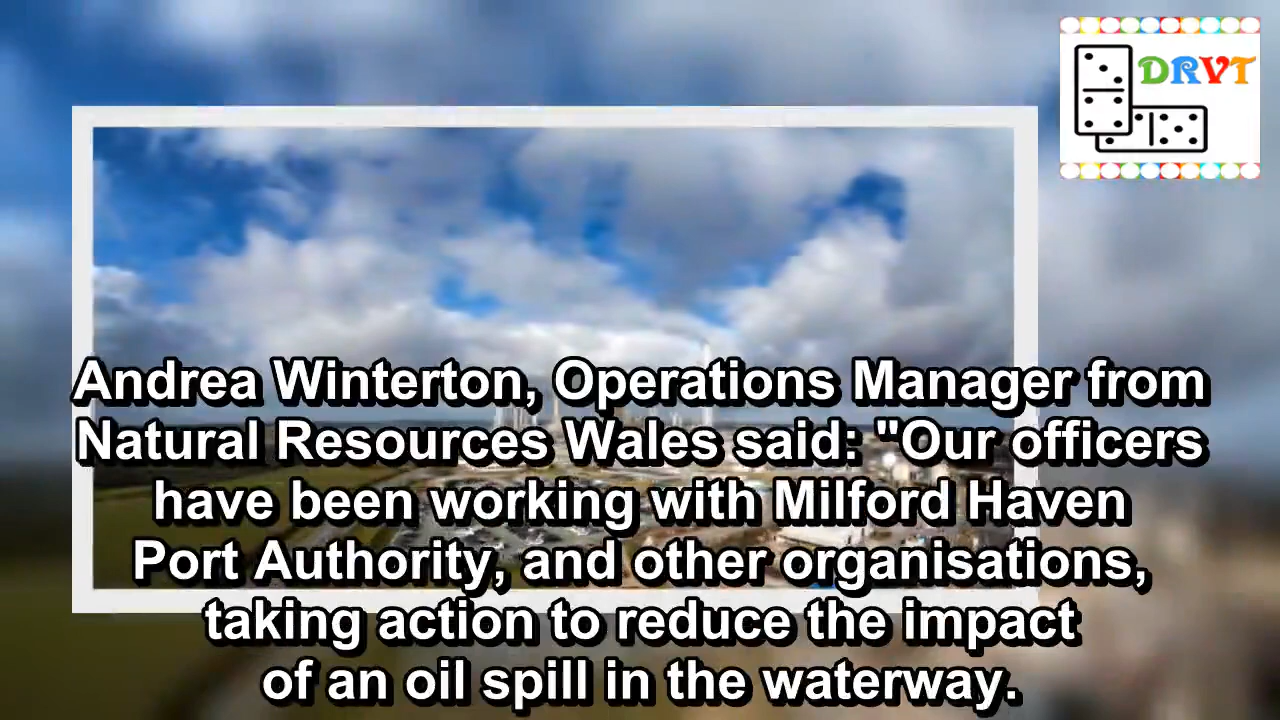 DRVT
Andrea Winterton, Operations Manager from
Natural Resources Wales said: "Our officers
have been working with Milford Haven
Port Authority, and other organisations,
taking action to reduce the impact
of an oil spill in the waterway.